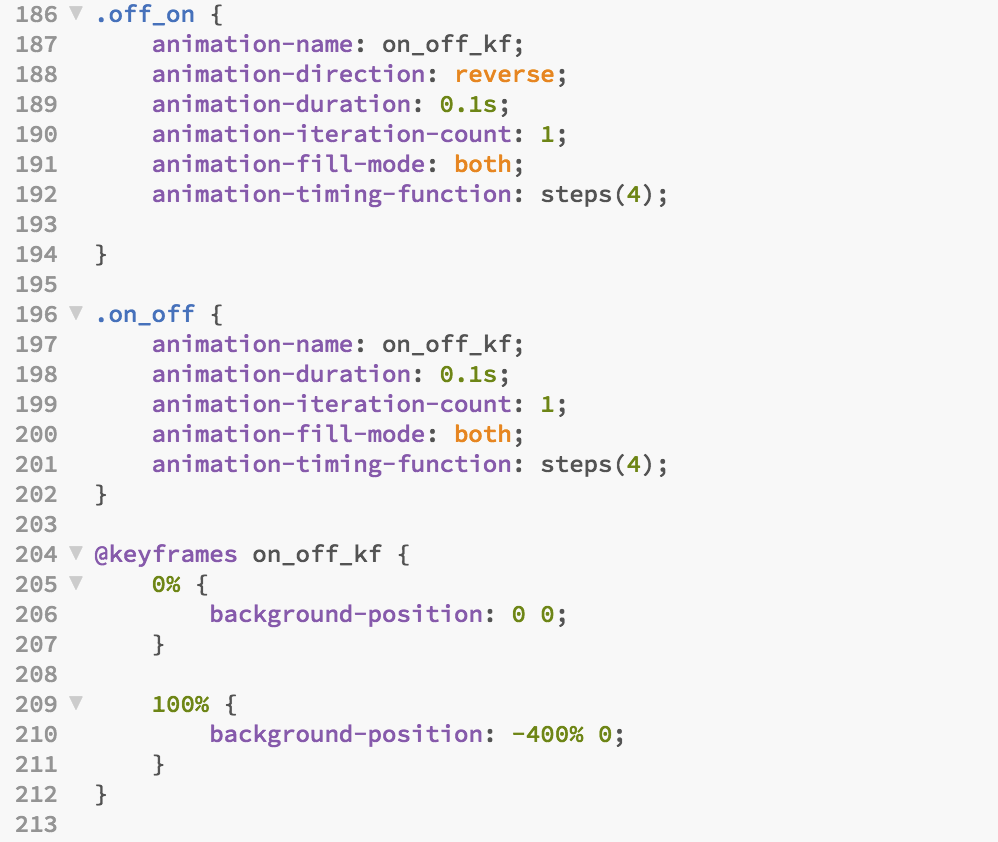 186 ▼ .off_on {
187     animation-name: on_off_kf;
188     animation-direction: reverse;
189     animation-duration: 0.1s;
190     animation-iteration-count: 1;
191     animation-fill-mode: both;
192     animation-timing-function: steps(4);
193
194 }
195
196 ▼ .on_off {
197     animation-name: on_off_kf;
198     animation-duration: 0.1s;
199     animation-iteration-count: 1;
200     animation-fill-mode: both;
201     animation-timing-function: steps(4);
202 }
203
204 ▼ @keyframes on_off_kf {
205 ▼     0% {
206         background-position: 0 0;
207     }
208
209 ▼     100% {
210         background-position: -400% 0;
211     }
212 }
213